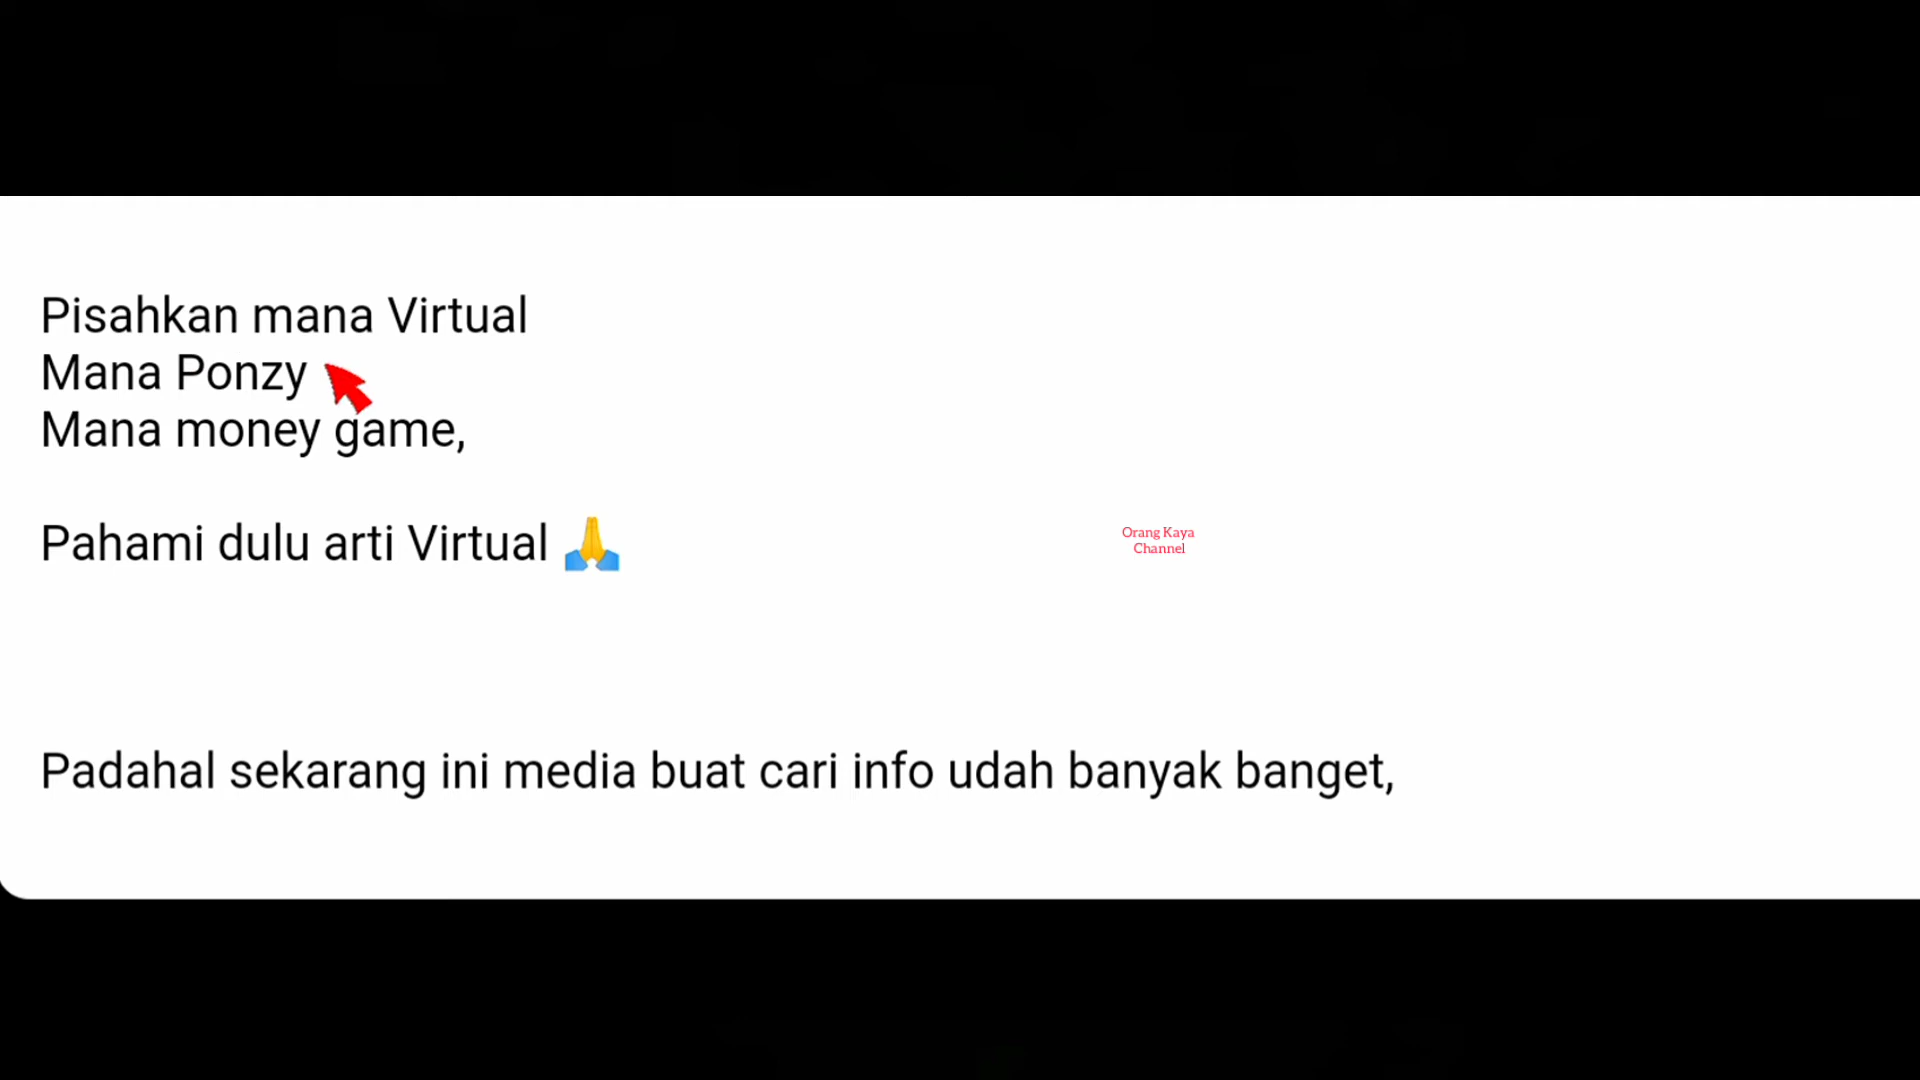 Pisahkan mana Virtual
Mana Ponzy
Mana money game,
Pahami dulu arti Virtual 🙏
Orang Kaya
Channel
Padahal sekarang ini media buat cari info udah banyak banget,